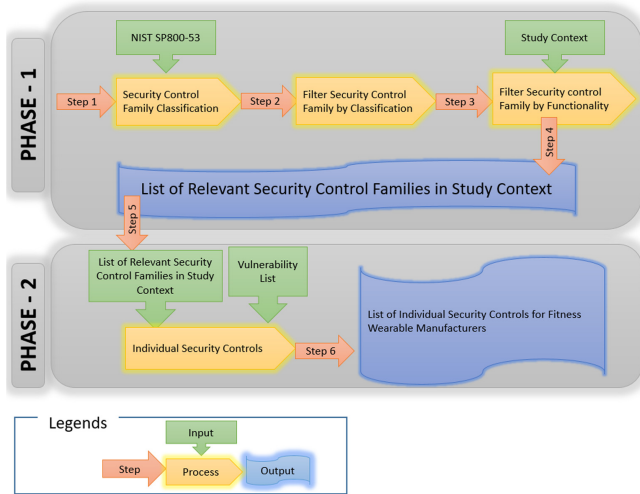 PHASE - 1
NIST SP800-53
Study Context
Step 1
Security Control
Family Classification
Step 2
Filter Security Control
Family by Classification
Step 3
Filter Security control
Family by Functionality
Step 4
List of Relevant Security Control Families in Study Context
Step 5
PHASE - 2
List of Relevant Security
Control Families in Study
Context
Vulnerability
List
Individual Security Controls
Step 6
List of Individual Security Controls for Fitness
Wearable Manufacturers
Legends
Input
Step
Process
Output